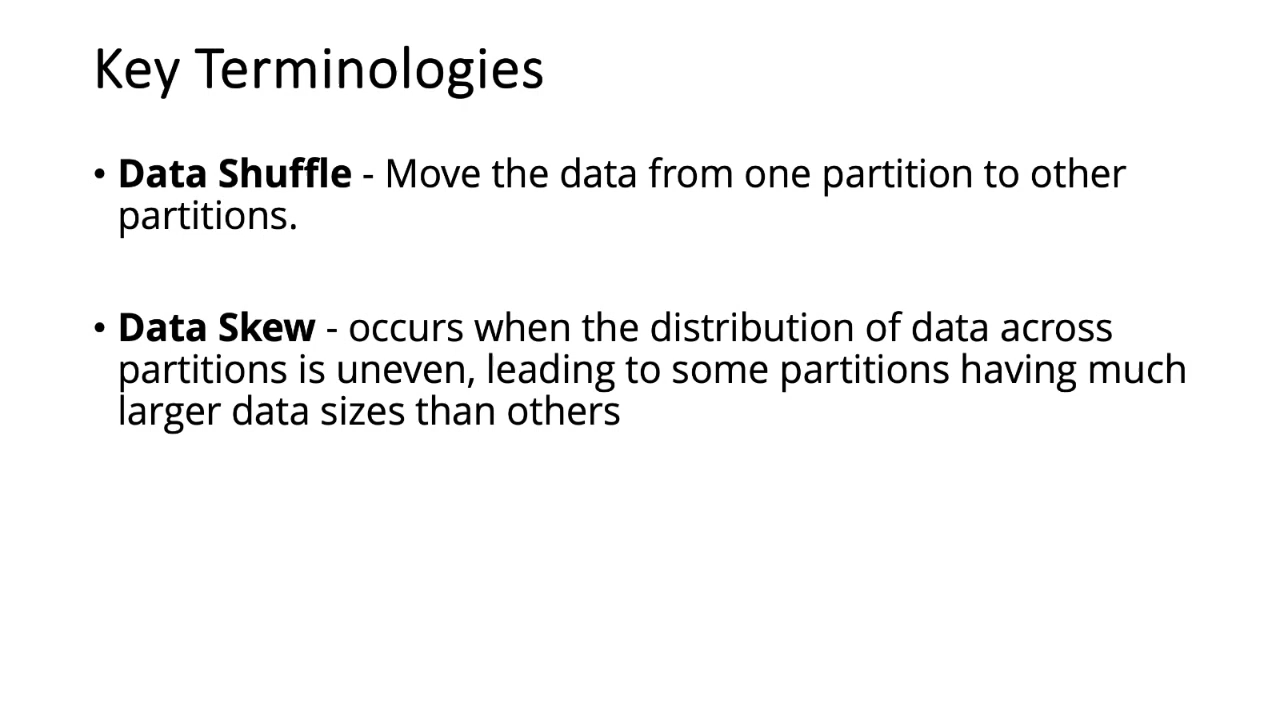 Key Terminologies
• Data Shuffle - Move the data from one partition to other
partitions.
• Data Skew - occurs when the distribution of data across
partitions is uneven, leading to some partitions having much
larger data sizes than others